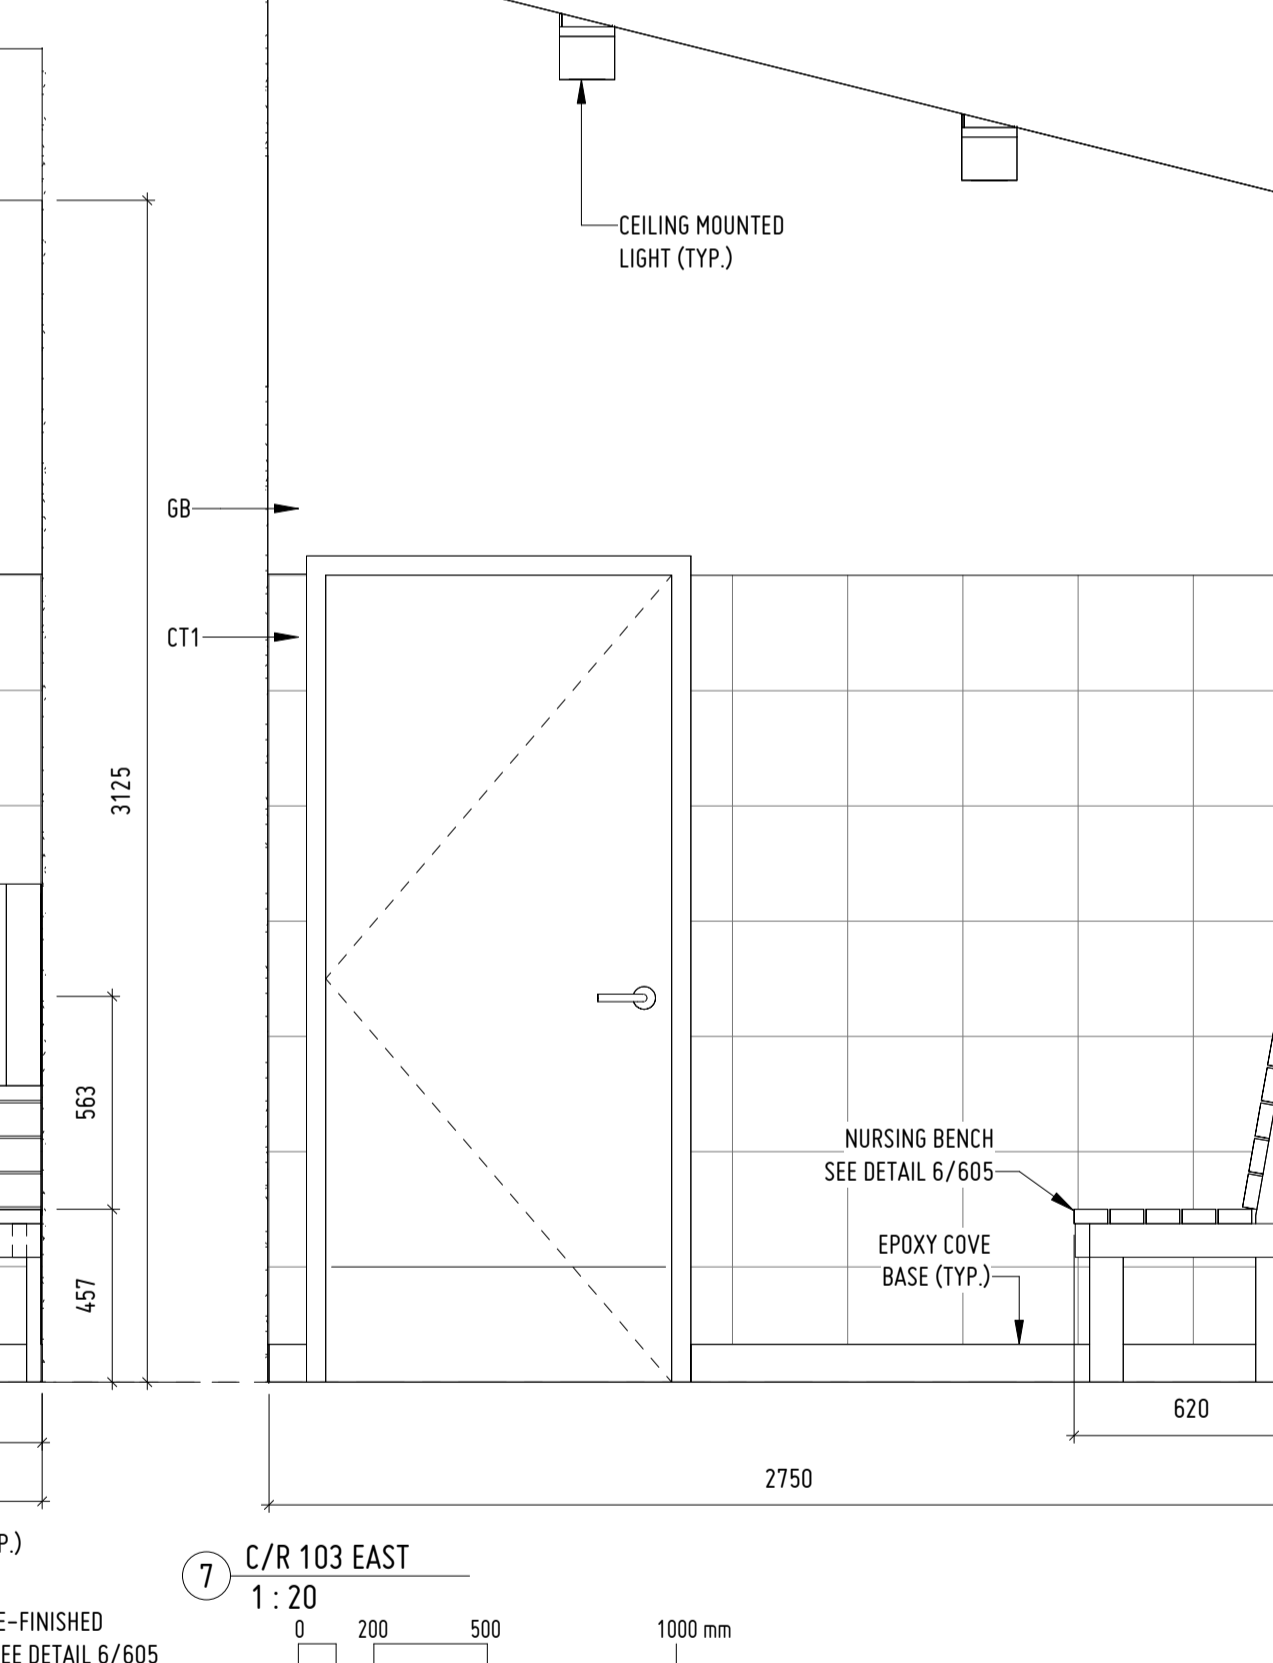 CEILING MOUNTED
LIGHT (TYP.)
GB
CT1
3125
563
457
NURSING BENCH
SEE DETAIL 6/605
EPOXY COVE
BASE (TYP.)
620
2750
P.)
7
C/R 103 EAST
1 : 20
E-FINISHED
EE DETAIL 6/605
0 200 500 1000 mm